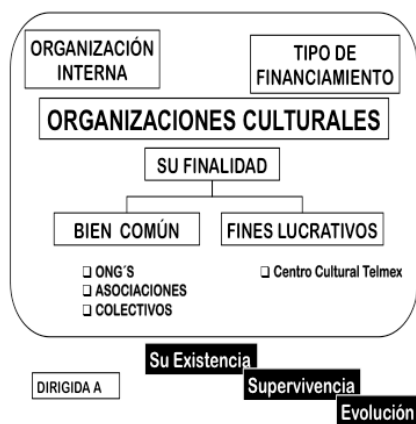 ORGANIZACIÓN
INTERNA
TIPO DE
FINANCIAMIENTO
ORGANIZACIONES CULTURALES
SU FINALIDAD
BIEN COMÚN
FINES LUCRATIVOS
❑ ONG´S
❑ ASOCIACIONES
❑ COLECTIVOS
❑ Centro Cultural Telmex
Su Existencia
DIRIGIDA A
Supervivencia
Evolución